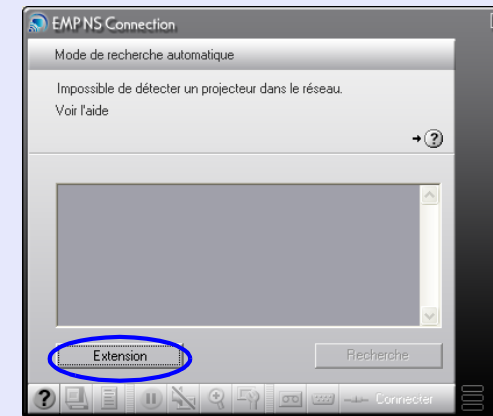 EMP NS Connection
Mode de recherche automatique
Impossible de détecter un projecteur dans le réseau.
Voir l'aide
Extension
Recherche
Connecter